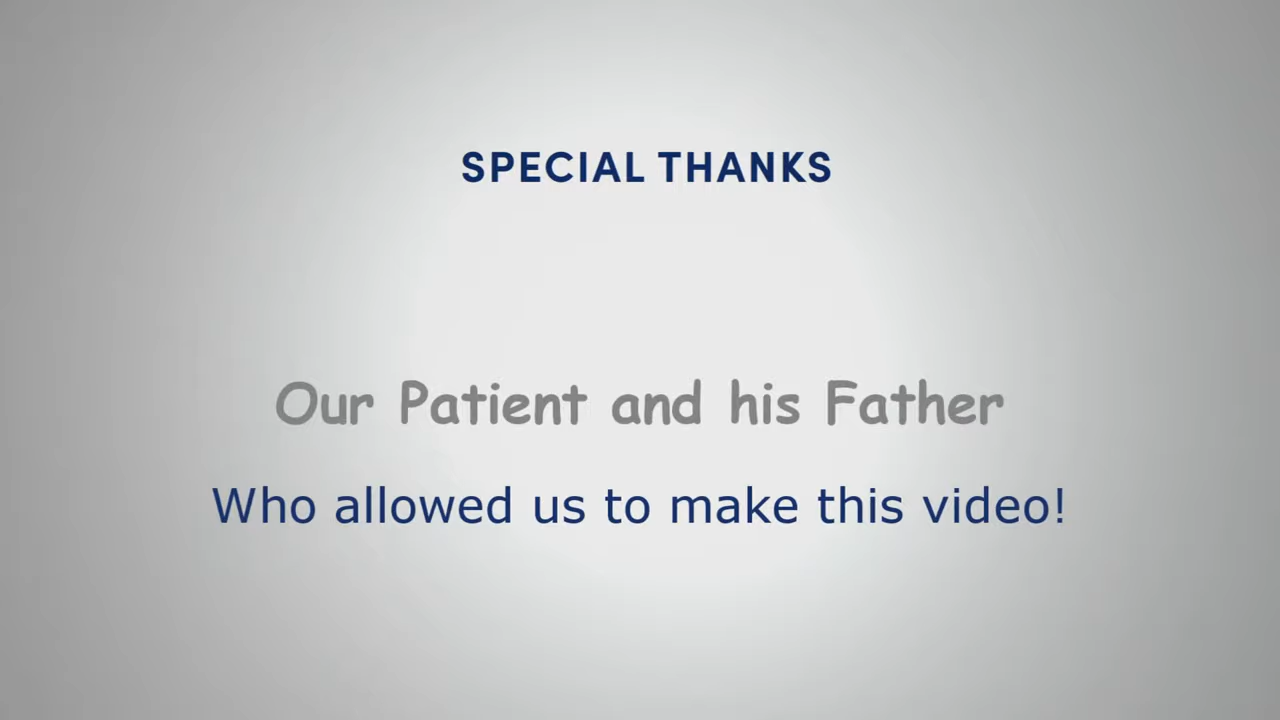 SPECIAL THANKS
Our Patient and his Father
Who allowed us to make this video!